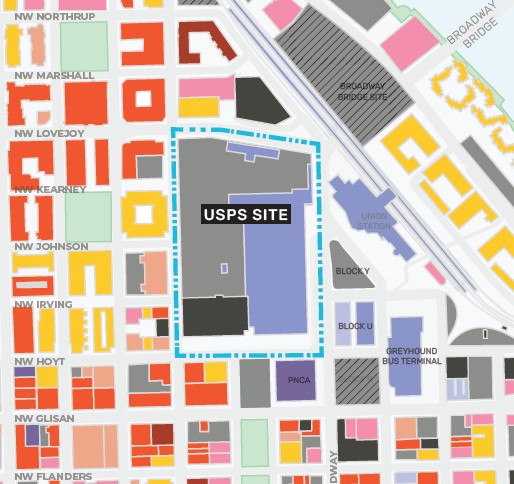 NW NORTHRUP
BROADWAY
BRIDGE
NW MARSHALL
BROADWAY
BRIDGE SITE
NW LOVEJOY
NW KEARNEY
USPS SITE
UNION
STATION
NW JOHNSON
BLOCK Y
NW IRVING
BLOCK U
GREYHOUND
BUS TERMINAL
NW HOYT
PNCA
NW GLISAN
DWAY
NW FLANDERS